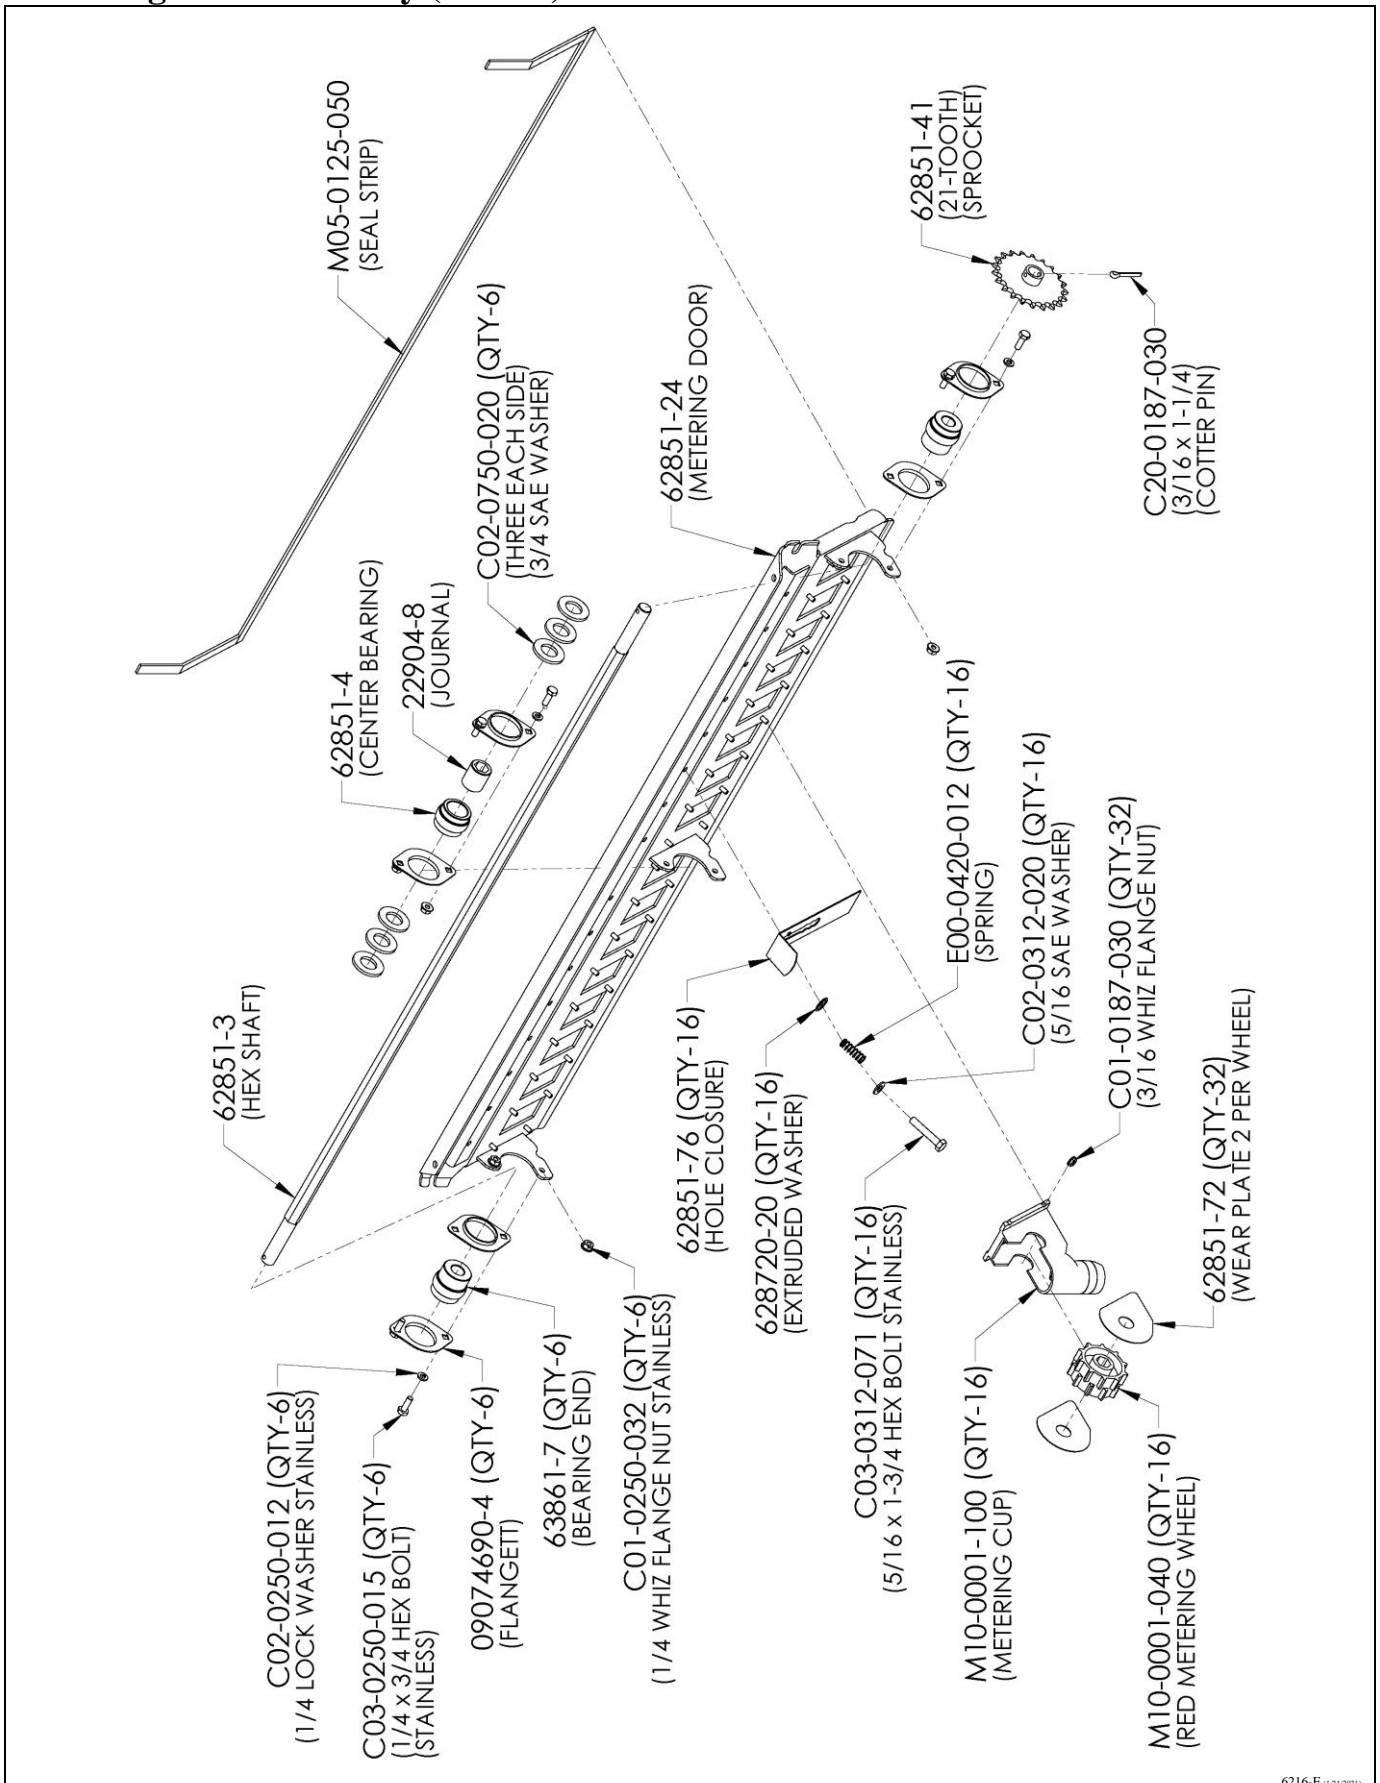 M05-0125-050
(SEAL STRIP)
62851-41
(21-TOOTH)
(SPROCKET)
C02-0750-020 (QTY-6)
(THREE EACH SIDE)
(3/4 SAE WASHER)
62851-24
(METERING DOOR)
C20-0187-030
(3/16 x 1-1/4)
(COTTER PIN)
22904-8
(JOURNAL)
62851-4
(CENTER BEARING)
62851-3
(HEX SHAFT)
E00-0420-012 (QTY-16)
(SPRING)
C02-0312-020 (QTY-16)
(5/16 SAE WASHER)
C01-0187-030 (QTY-32)
(3/16 WHIZ FLANGE NUT)
62851-72 (QTY-32)
(WEAR PLATE 2 PER WHEEL)
62851-76 (QTY-16)
(HOLE CLOSURE)
628720-20 (QTY-16)
(EXTRUDED WASHER)
C03-0312-071 (QTY-16)
(5/16 x 1-3/4 HEX BOLT STAINLESS)
M10-0001-100 (QTY-16)
(METERING CUP)
M10-0001-040 (QTY-16)
(RED METERING WHEEL)
C02-0250-012 (QTY-6)
(1/4 LOCK WASHER STAINLESS)
C03-0250-015 (QTY-6)
(1/4 x 3/4 HEX BOLT)
(STAINLESS)
09074690-4 (QTY-6)
(FLANGETT)
63861-7 (QTY-6)
(BEARING END)
C01-0250-032 (QTY-6)
(1/4 WHIZ FLANGE NUT STAINLESS)